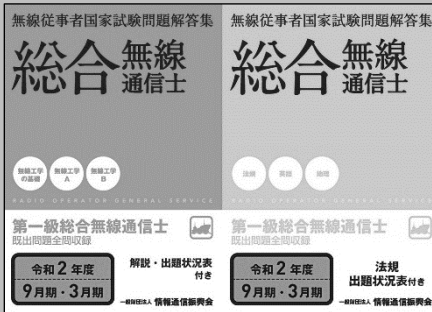 無線従事者国家試験問題解答集
総合無線通信士
無線工学の基礎
無線工学A
無線工学B
RADIO OPERATOR GENERAL SERVICE
第一級総合無線通信士
既出問題全問収録
令和2年度
9月期・3月期
解説・出題状況表
付き
一般財団法人 情報通信振興会
無線従事者国家試験問題解答集
総合無線通信士
法規
英語
地理
RADIO OPERATOR GENERAL SERVICE
第一級総合無線通信士
既出問題全問収録
令和2年度
9月期・3月期
法規
出題状況表付き
一般財団法人 情報通信振興会